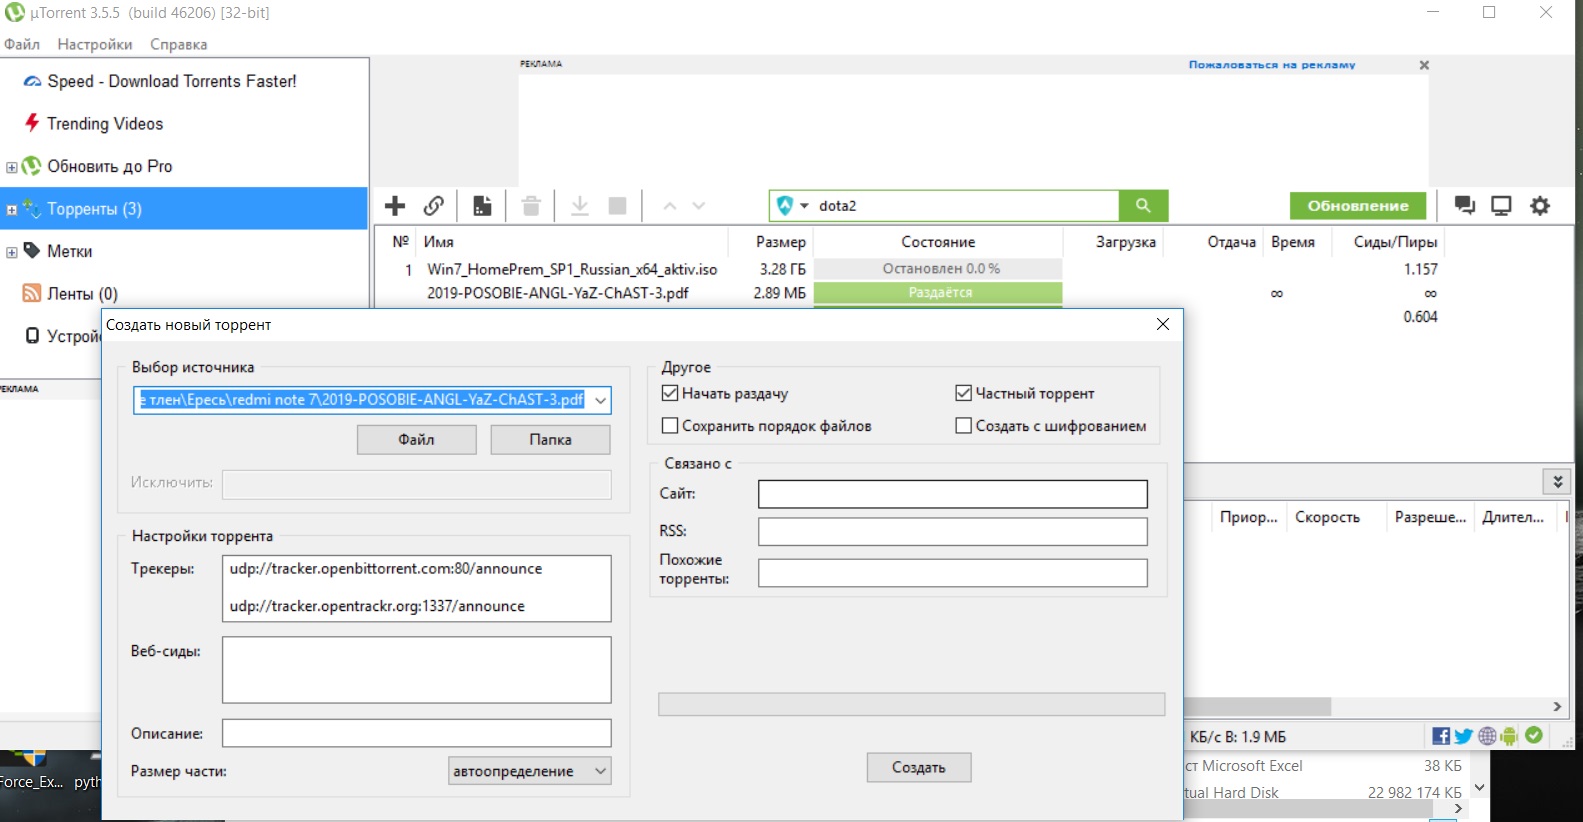 µTorrent 3.5.5 (build 46206) [32-bit]
Файл Настройки Справка
Speed - Download Torrents Faster!
Trending Videos
Обновить до Pro
Торренты (3)
Метки
Ленты (0)
РЕКЛАМА Пожаловаться на рекламу
dota2 Обновление
№ Имя Размер Состояние Загрузка Отдача Время Сиды/Пиры
1 Win7_HomePrem_SP1_Russian_x64_aktiv.iso 3.28 ГБ Остановлен 0.0 % 1.157
2019-POSOBIE-ANGL-YaZ-ChAST-3.pdf 2.89 МБ Раздаётся ∞ ∞
0.604
Создать новый торрент
Выбор источника
е тлен\Ересь\redmi note 7\2019-POSOBIE-ANGL-YaZ-ChAST-3.pdf
Файл Папка
Исключить:
Настройки торрента
Трекеры: udp://tracker.openbittorrent.com:80/announce
udp://tracker.opentrackr.org:1337/announce
Веб-сиды:
Описание:
Размер части: автоопределение
Другое
Начать раздачу Частный торрент
Сохранить порядок файлов Создать с шифрованием
Связано с
Сайт:
RSS:
Похожие
торренты:
Создать
Приор... Скорость Разреше... Длител...
КБ/с В: 1.9 МБ
ст Microsoft Excel 38 КБ
tual Hard Disk 22 982 174 КБ
Force_Ex... pyth